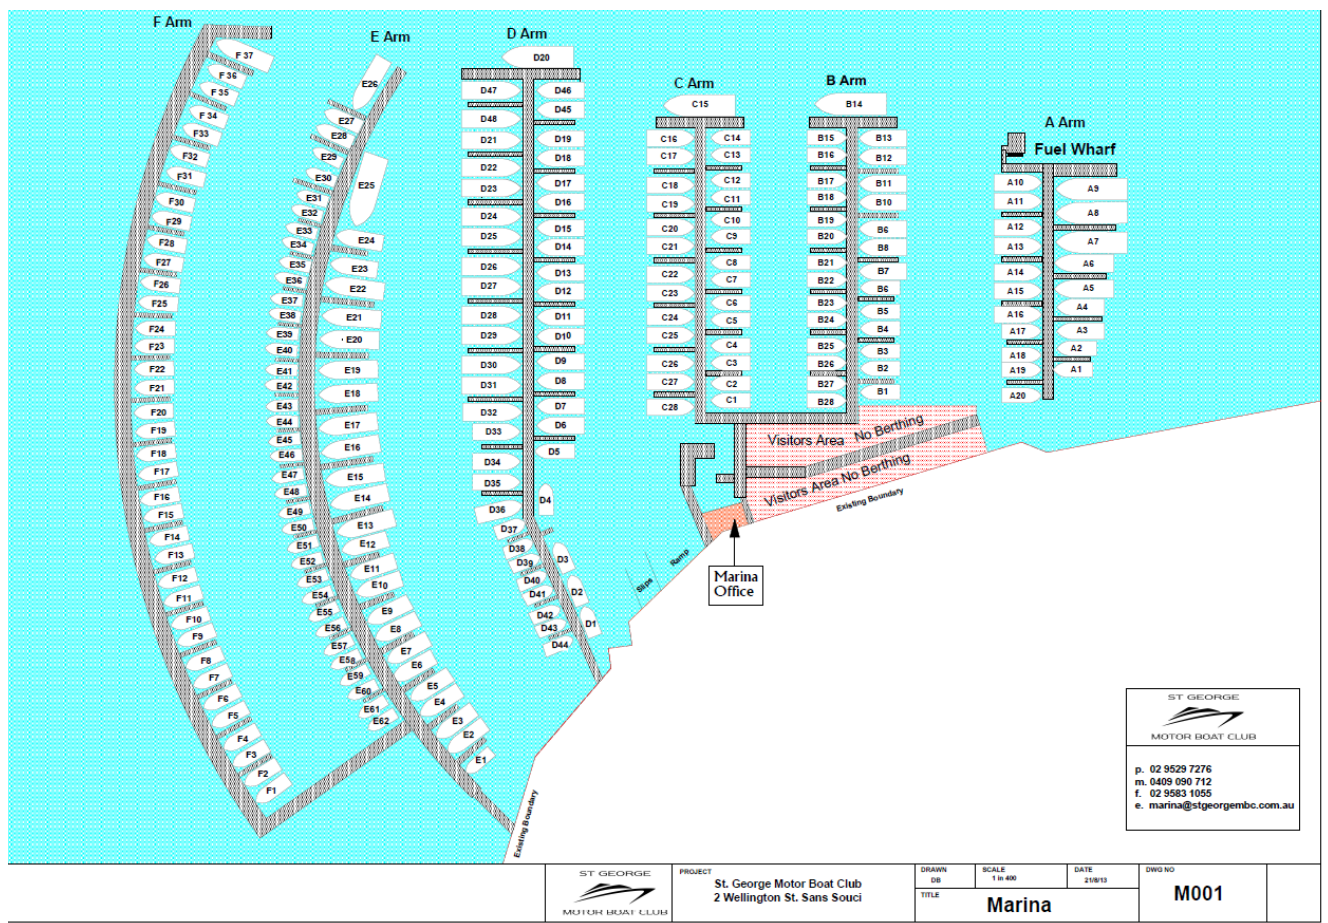 F Arm
E Arm
D Arm
C Arm
B Arm
A Arm
Fuel Wharf
F 37
F 36
F 35
F 34
F33
F32
F31
F30
F29
F28
F27
F26
F25
F24
F23
F22
F21
F20
F19
F18
F17
F16
F15
F14
F13
F12
F11
F10
F9
F8
F7
F6
F5
F4
F3
F2
F1
E26
E27
E28
E29
E30
E31
E32
E33
E34
E35
E36
E37
E38
E39
E40
E41
E42
E43
E44
E45
E46
E47
E48
E49
E50
E51
E52
E53
E54
E55
E56
E57
E58
E59
E60
E61
E62
E25
E24
E23
E22
E21
E20
E19
E18
E17
E16
E15
E14
E13
E12
E11
E10
E9
E8
E7
E6
E5
E4
E3
E2
E1
D20
D47
D48
D21
D22
D23
D24
D25
D26
D27
D28
D29
D30
D31
D32
D33
D34
D35
D36
D37
D38
D39
D40
D41
D42
D43
D44
D46
D45
D19
D18
D17
D16
D15
D14
D13
D12
D11
D10
D9
D8
D7
D6
D5
D4
D3
D2
D1
C15
C16
C17
C18
C19
C20
C21
C22
C23
C24
C25
C26
C27
C28
C14
C13
C12
C11
C10
C9
C8
C7
C6
C5
C4
C3
C2
C1
B14
B15
B16
B17
B18
B19
B20
B21
B22
B23
B24
B25
B26
B27
B28
B13
B12
B11
B10
B6
B8
B7
B6
B5
B4
B3
B2
B1
A10
A11
A12
A13
A14
A15
A16
A17
A18
A19
A20
A9
A8
A7
A6
A5
A4
A3
A2
A1
Visitors Area No Berthing
Visitors Area No Berthing
Existing Boundary
Ramp
Slips
Marina
Office
Existing Boundary
ST GEORGE
MOTOR BOAT CLUB
p. 02 9529 7276
m. 0409 090 712
f. 02 9583 1055
e. marina@stgeorgembc.com.au
ST GEORGE
MOTOR BOAT CLUB
PROJECT
St. George Motor Boat Club
2 Wellington St. Sans Souci
DRAWN
DB
SCALE
1 in 400
DATE
21/8/13
TITLE
Marina
DWG NO
M001